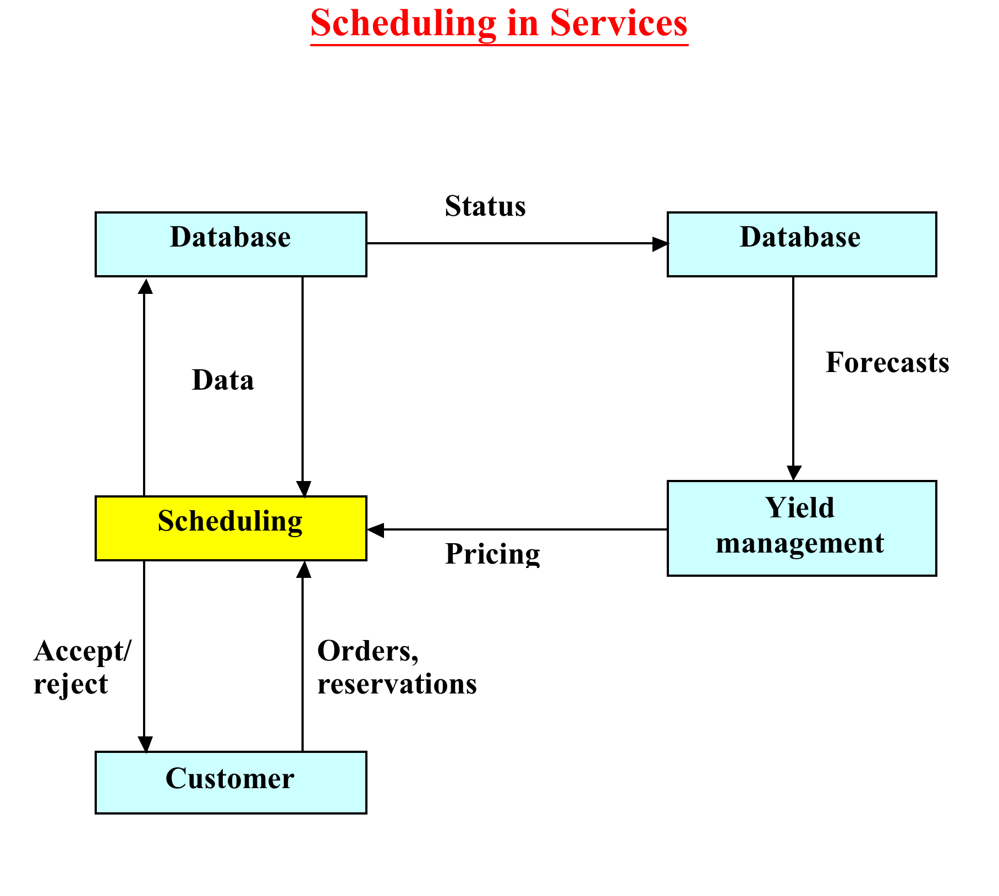 Scheduling in Services
Status
Database
Database
Forecasts
Data
Scheduling
Yield
management
Pricing
Accept/
reject
Orders,
reservations
Customer